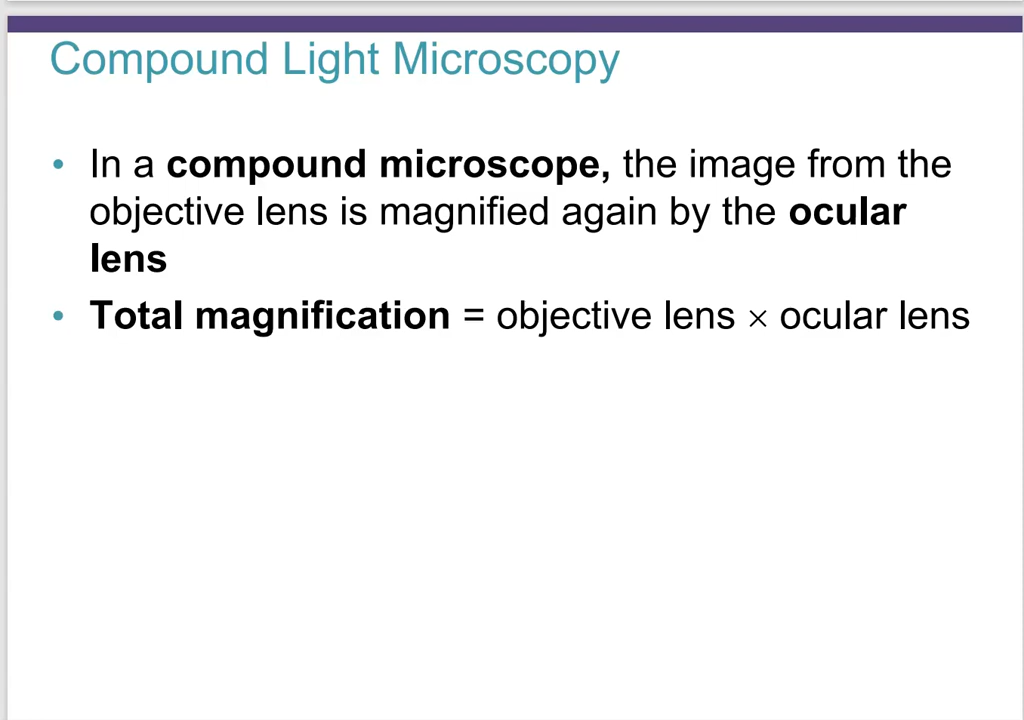 Compound Light Microscopy
• In a compound microscope, the image from the
objective lens is magnified again by the ocular
lens
• Total magnification = objective lens × ocular lens